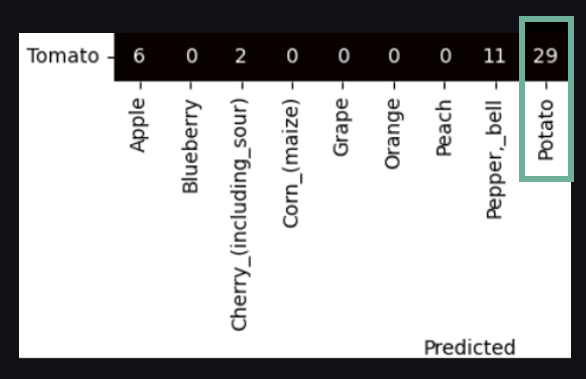 Tomato 6 0 2 0 0 0 0 11 29
Apple
Blueberry
Cherry_(including_sour)
Corn_(maize)
Grape
Orange
Peach
Pepper,_bell
Potato
Predicted